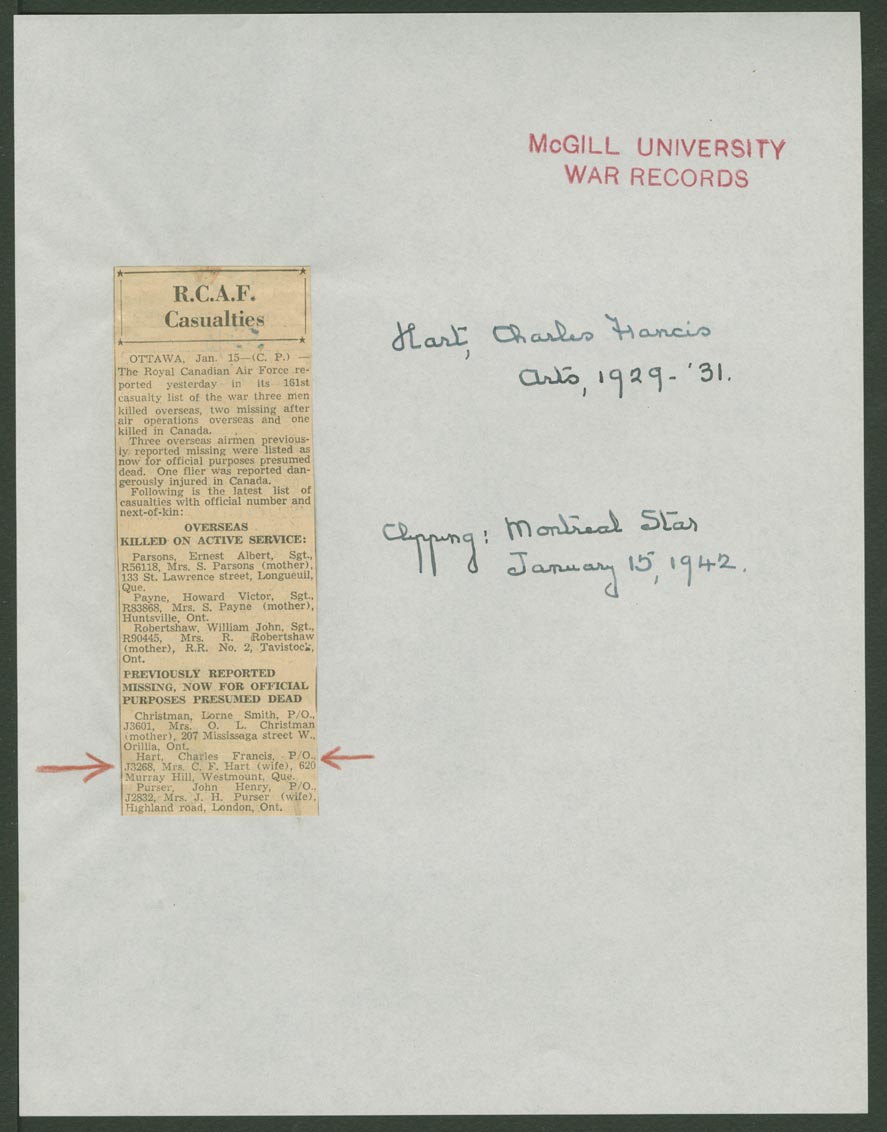 McGILL UNIVERSITY
WAR RECORDS
R.C.A.F.
Casualties
OTTAWA, Jan. 15—(C. P.) —
The Royal Canadian Air Force re-
ported yesterday in its 161st
casualty list of the war three men
killed overseas, two missing after
air operations overseas and one
killed in Canada.
Three overseas airmen previous-
ly reported missing were listed as
now for official purposes presumed
dead. One flier was reported dan-
gerously injured in Canada.
Following is the latest list of
casualties with official number and
next-of-kin:
OVERSEAS
KILLED ON ACTIVE SERVICE:
Parsons, Ernest Albert, Sgt.,
R56118, Mrs. S. Parsons (mother),
133 St. Lawrence street, Longueuil,
Que.
Payne, Howard Victor, Sgt.,
R83868, Mrs. S. Payne (mother),
Huntsville, Ont.
Robertshaw, William John, Sgt.,
R90445, Mrs. R. Robertshaw
(mother), R.R. No. 2, Tavistock,
Ont.
PREVIOUSLY REPORTED
MISSING, NOW FOR OFFICIAL
PURPOSES PRESUMED DEAD
Christman, Lorne Smith, P/O.,
J3601, Mrs. O. L. Christman
(mother), 207 Mississaga street W.,
Orillia, Ont.
Hart, Charles Francis, P/O.,
J3268, Mrs. C. F. Hart (wife), 620
Murray Hill, Westmount, Que.
Purser, John Henry, P/O.,
J2832, Mrs. J. H. Purser (wife),
Highland road, London, Ont.
Hart, Charles Francis
Arts, 1929-'31.
Clipping: Montreal Star
January 15, 1942.